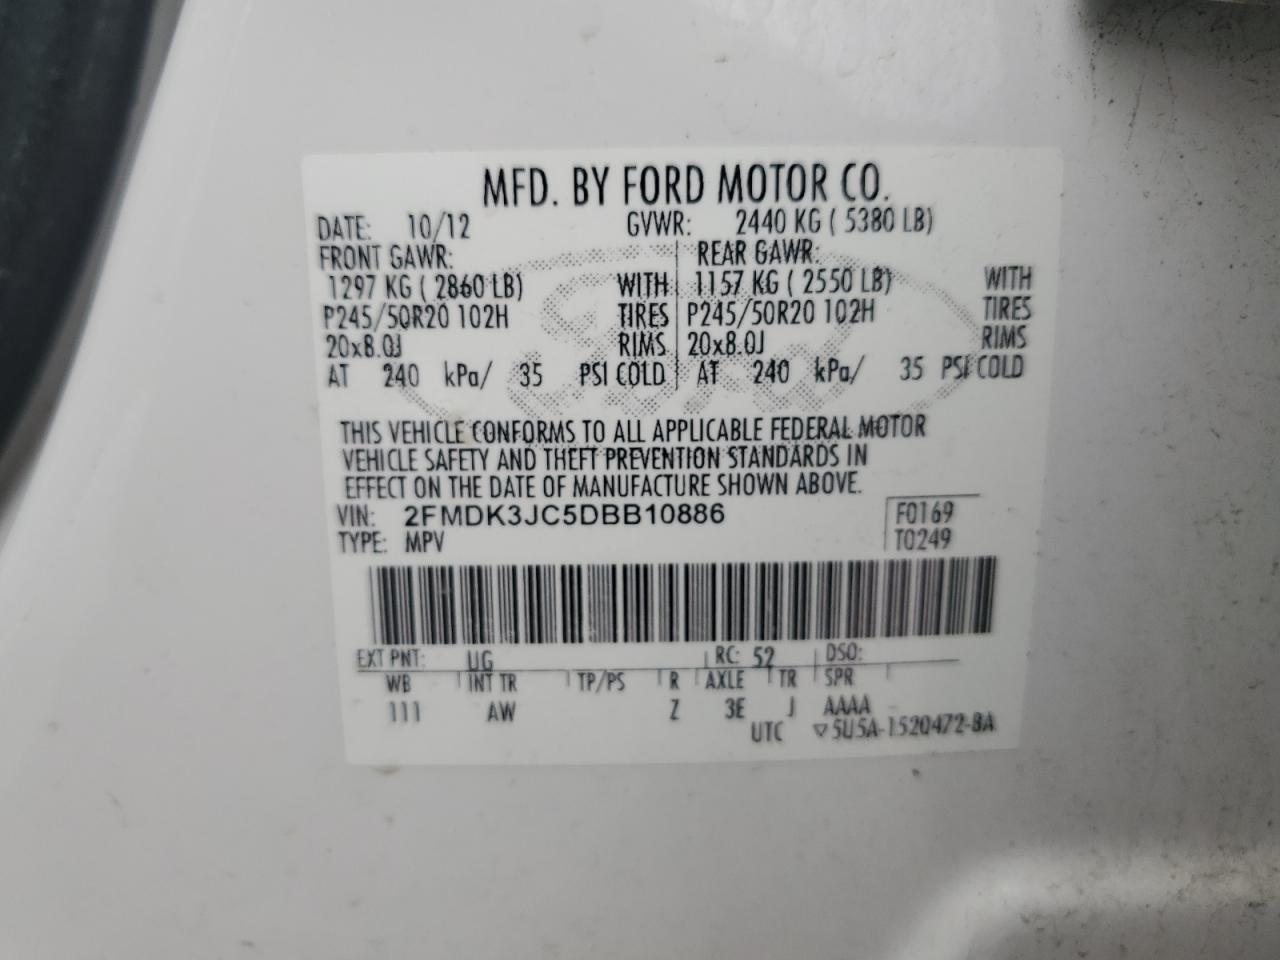 MFD. BY FORD MOTOR CO.
DATE: 10/12 GVWR: 2440 KG ( 5380 LB)
FRONT GAWR: REAR GAWR:
1297 KG ( 2860 LB) WITH 1157 KG ( 2550 LB) WITH
P245/50R20 102H TIRES P245/50R20 102H TIRES
20x8.0J RIMS 20x8.0J RIMS
AT 240 kPa/ 35 PSI COLD AT 240 kPa/ 35 PSI COLD
THIS VEHICLE CONFORMS TO ALL APPLICABLE FEDERAL MOTOR
VEHICLE SAFETY AND THEFT PREVENTION STANDARDS IN
EFFECT ON THE DATE OF MANUFACTURE SHOWN ABOVE.
VIN: 2FMDK3JC5DBB10886 F0169
TYPE: MPV T0249
EXT PNT: UG RC: 52 DSO:
WB INT TR TP/PS R AXLE TR SPR
111 AW Z 3E J AAAA
UTC ▽5U5A-1520472-BA